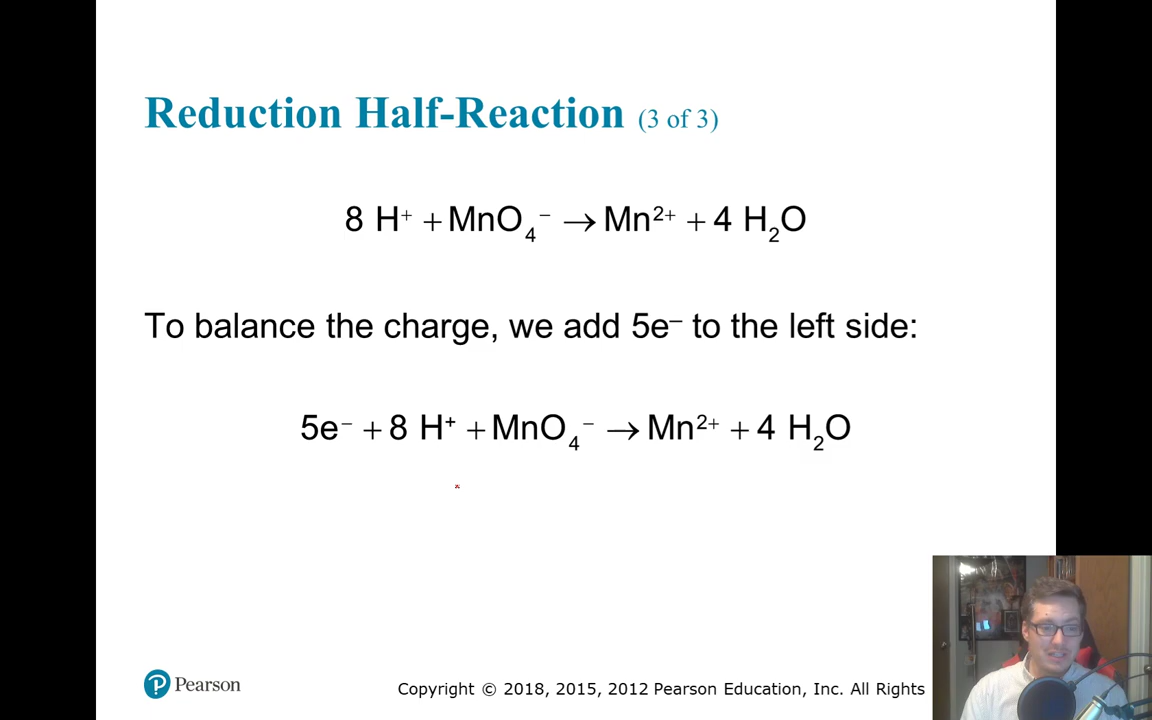 Reduction Half-Reaction (3 of 3)
8 H⁺ + MnO₄⁻ → Mn²⁺ + 4 H₂O
To balance the charge, we add 5e⁻ to the left side:
5e⁻ + 8 H⁺ + MnO₄⁻ → Mn²⁺ + 4 H₂O
P Pearson
Copyright © 2018, 2015, 2012 Pearson Education, Inc. All Rights